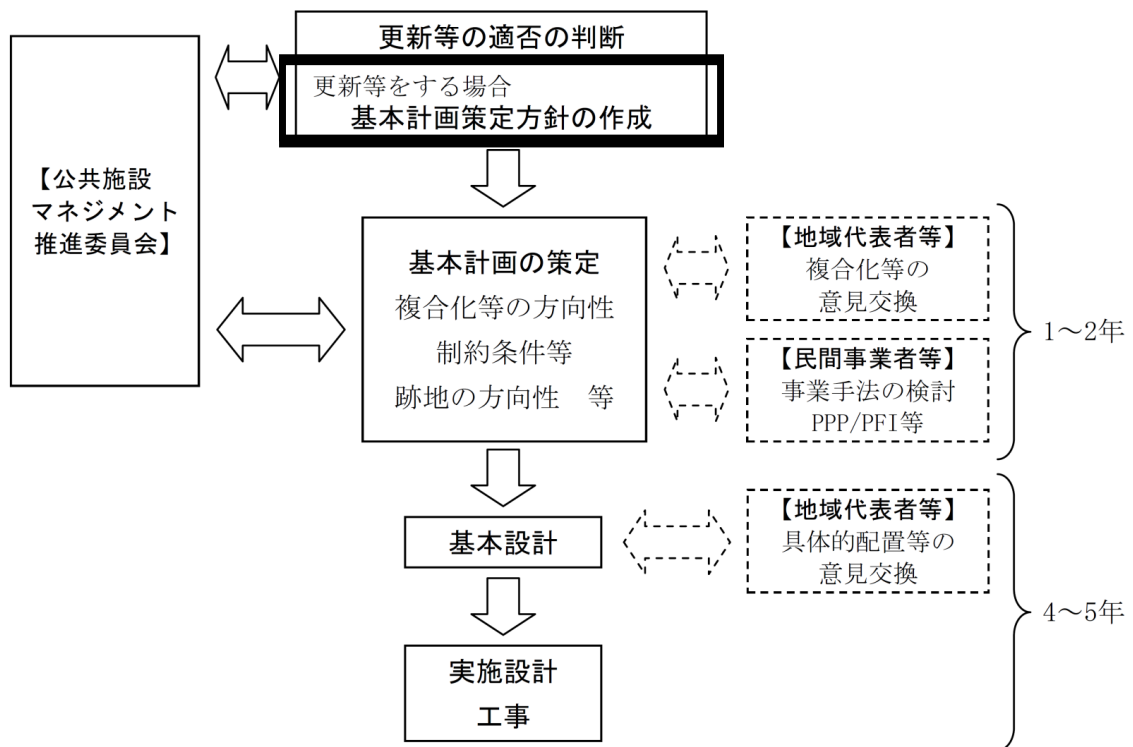 更新等の適否の判断
更新等をする場合
基本計画策定方針の作成
【公共施設
マネジメント
推進委員会】
基本計画の策定
複合化等の方向性
制約条件等
跡地の方向性　等
【地域代表者等】
複合化等の
意見交換
【民間事業者等】
事業手法の検討
PPP/PFI等
1～2年
基本設計
【地域代表者等】
具体的配置等の
意見交換
実施設計
工事
4～5年